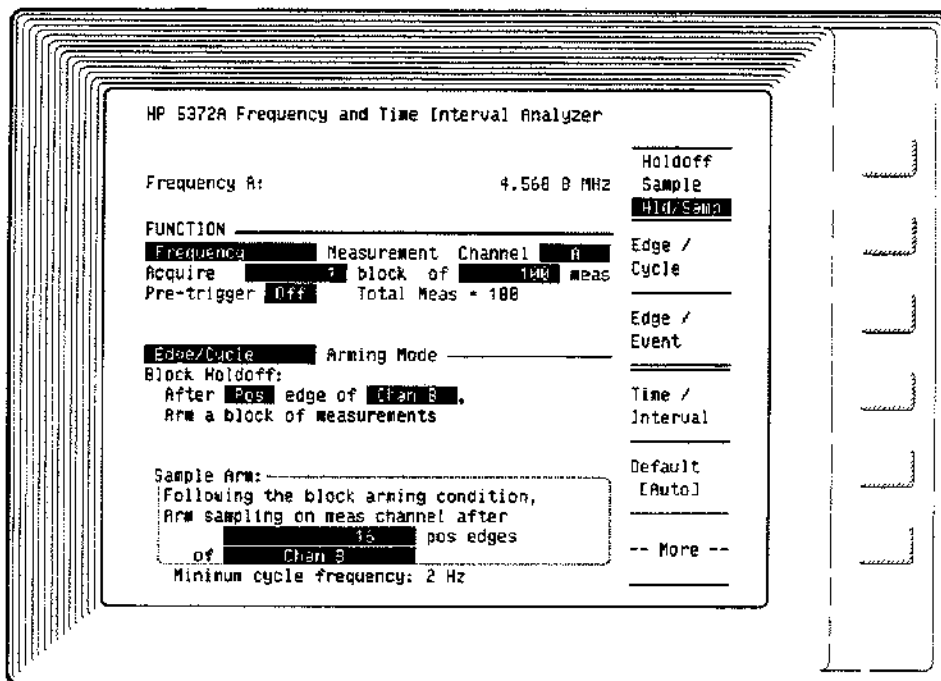 HP 5372A Frequency and Time Interval Analyzer
Frequency A: 4.568 8 MHz
FUNCTION
Frequency Measurement Channel A
Acquire 1 block of 100 meas
Pre-trigger Off Total Meas = 100
Edge/Cycle Arming Mode
Block Holdoff:
After Pos edge of Chan B,
Arm a block of measurements
Sample Arm:
Following the block arming condition,
Arm sampling on meas channel after
16 pos edges
of Chan B
Minimum cycle frequency: 2 Hz
Holdoff
Sample
Hld/Samp
Edge /
Cycle
Edge /
Event
Time /
Interval
Default
[Auto]
-- More --